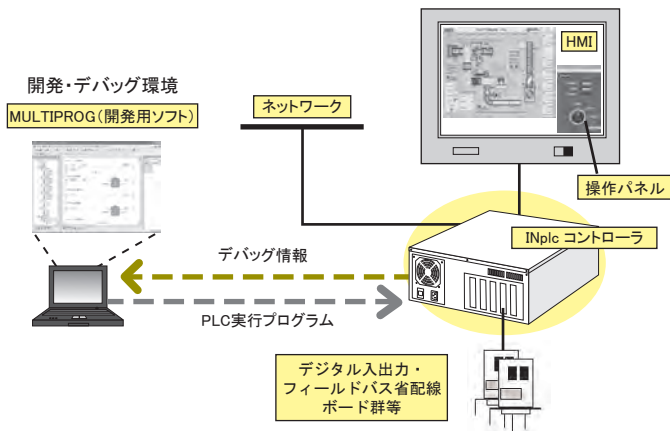 HMI
開発・デバッグ環境
MULTIPROG(開発用ソフト)
ネットワーク
操作パネル
INplc コントローラ
デバッグ情報
PLC実行プログラム
デジタル入出力・
フィールドバス省配線
ボード群等